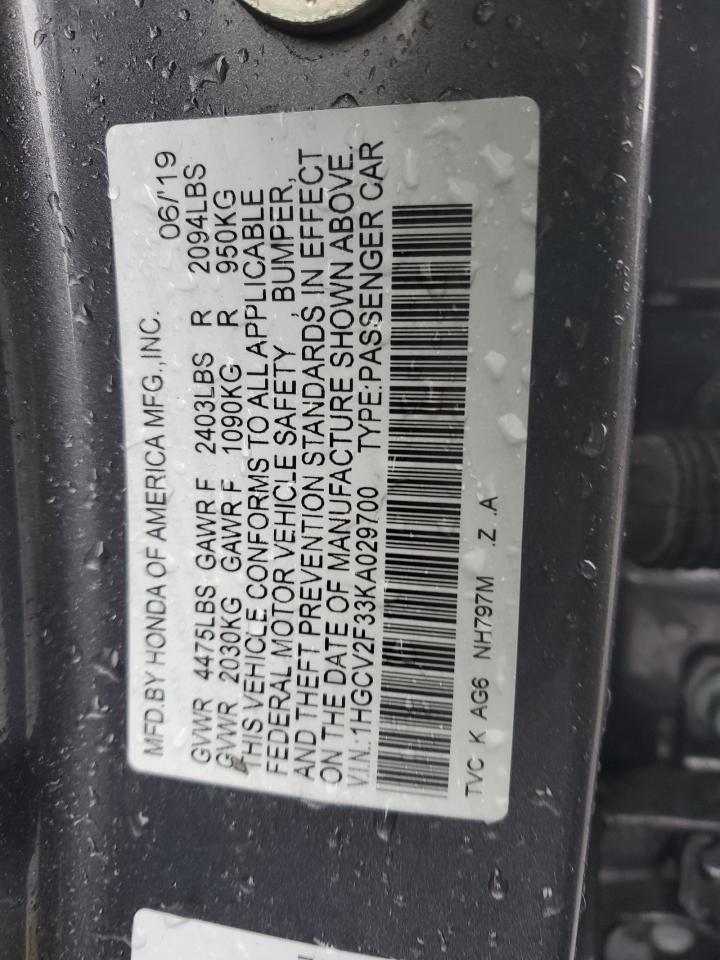 MFD.BY HONDA OF AMERICA MFG.,INC. 06/'19
GVWR 4475LBS GAWR F 2403LBS R 2094LBS
GVWR 2030KG GAWR F 1090KG R 950KG
THIS VEHICLE CONFORMS TO ALL APPLICABLE
FEDERAL MOTOR VEHICLE SAFETY , BUMPER,
AND THEFT PREVENTION STANDARDS IN EFFECT
ON THE DATE OF MANUFACTURE SHOWN ABOVE.
V.I.N.:1HGCV2F33KA029700 TYPE:PASSENGER CAR
TVC K AG6 NH797M .Z .A